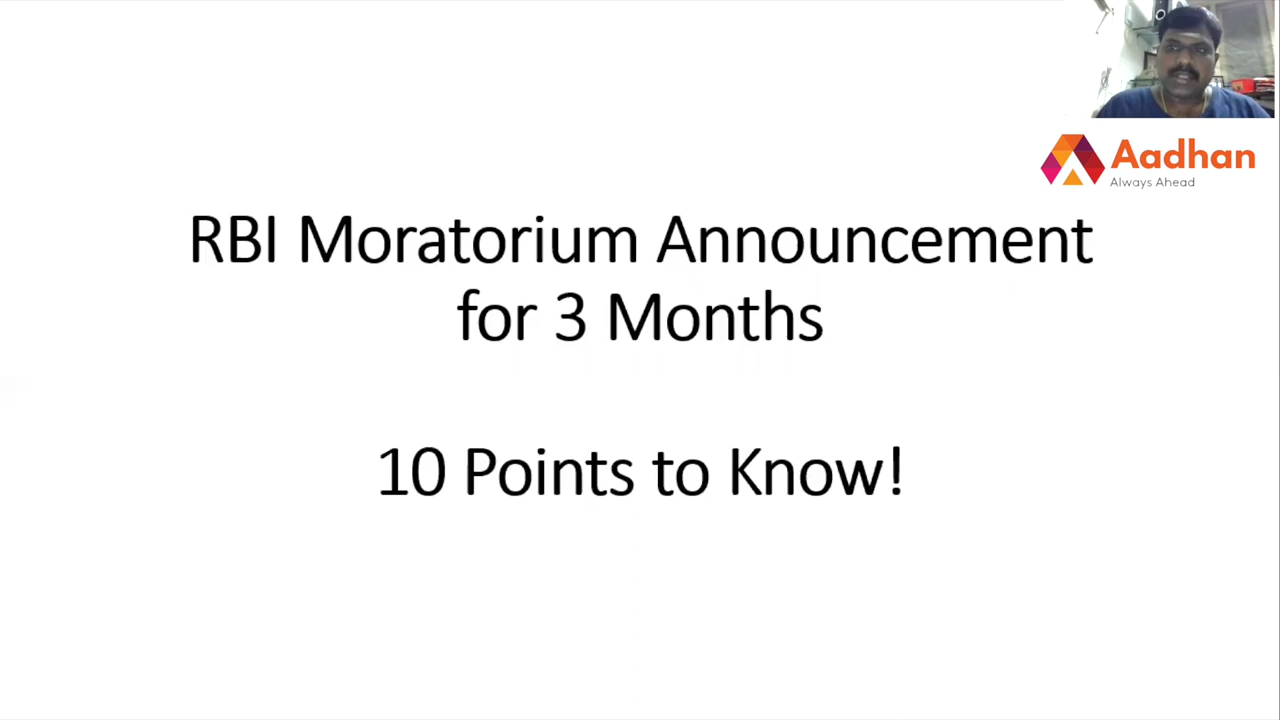 Aadhan
Always Ahead
RBI Moratorium Announcement
for 3 Months
10 Points to Know!